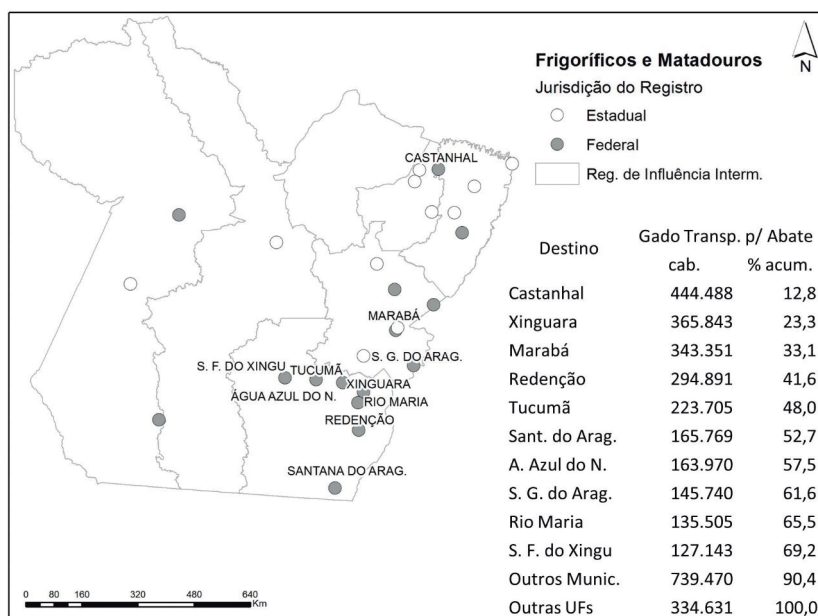 Frigoríficos e Matadouros
Jurisdição do Registro
Estadual
Federal
Reg. de Influência Interm.
N
CASTANHAL
MARABÁ
S. G. DO ARAG.
S. F. DO XINGU
TUCUMÃ
XINGUARA
ÁGUA AZUL DO N.
RIO MARIA
REDENÇÃO
SANTANA DO ARAG.
Destino Gado Transp. p/ Abate
cab. % acum.
Castanhal 444.488 12,8
Xinguara 365.843 23,3
Marabá 343.351 33,1
Redenção 294.891 41,6
Tucumã 223.705 48,0
Sant. do Arag. 165.769 52,7
A. Azul do N. 163.970 57,5
S. G. do Arag. 145.740 61,6
Rio Maria 135.505 65,5
S. F. do Xingu 127.143 69,2
Outros Munic. 739.470 90,4
Outras UFs 334.631 100,0
0 80 160 320 480 640
Km